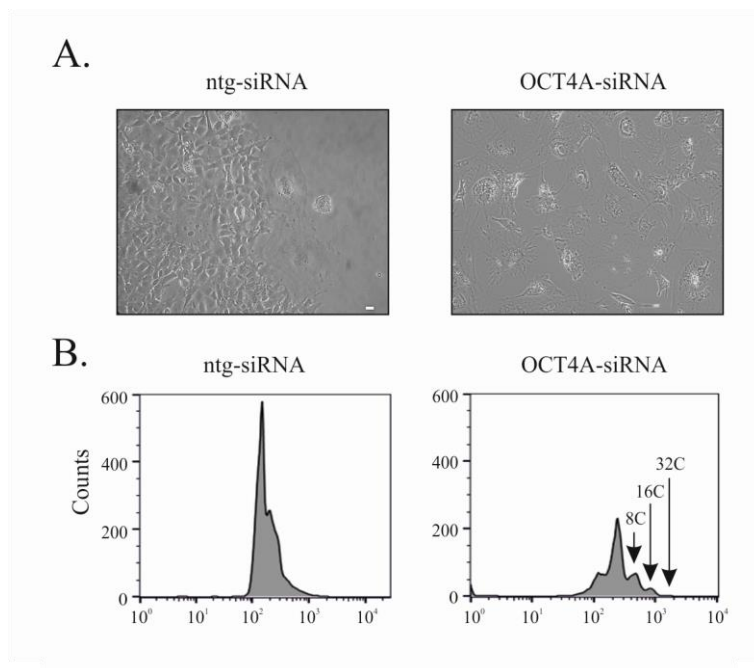 A.
ntg-siRNA
OCT4A-siRNA
B.
ntg-siRNA
OCT4A-siRNA
Counts
600
400
200
0
10⁰
10¹
10²
10³
10⁴
600
400
200
0
8C
16C
32C
10⁰
10¹
10²
10³
10⁴